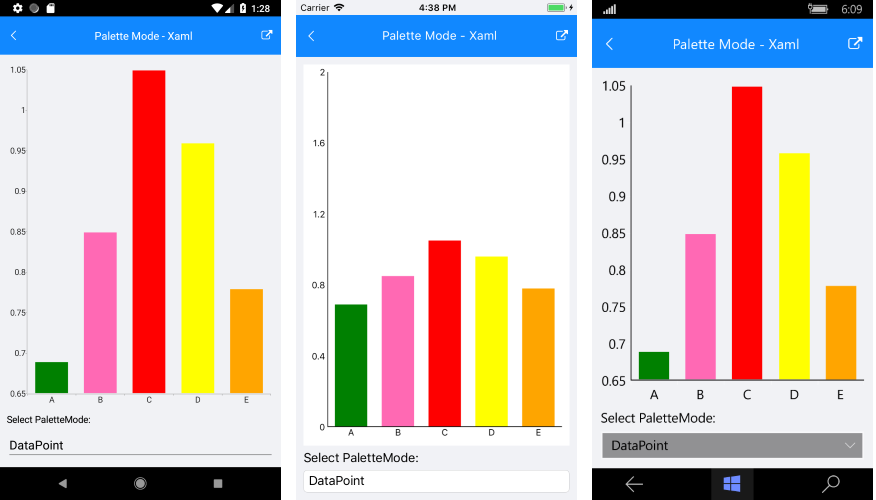 1:28
Palette Mode - Xaml
1.05
1
0.95
0.9
0.85
0.8
0.75
0.7
0.65
A B C D E
Select PaletteMode:
DataPoint
Carrier 4:38 PM
Palette Mode - Xaml
2
1.6
1.2
0.8
0.4
0
A B C D E
Select PaletteMode:
DataPoint
6:09
Palette Mode - Xaml
1.05
1
0.95
0.9
0.85
0.8
0.75
0.7
0.65
A B C D E
Select PaletteMode:
DataPoint